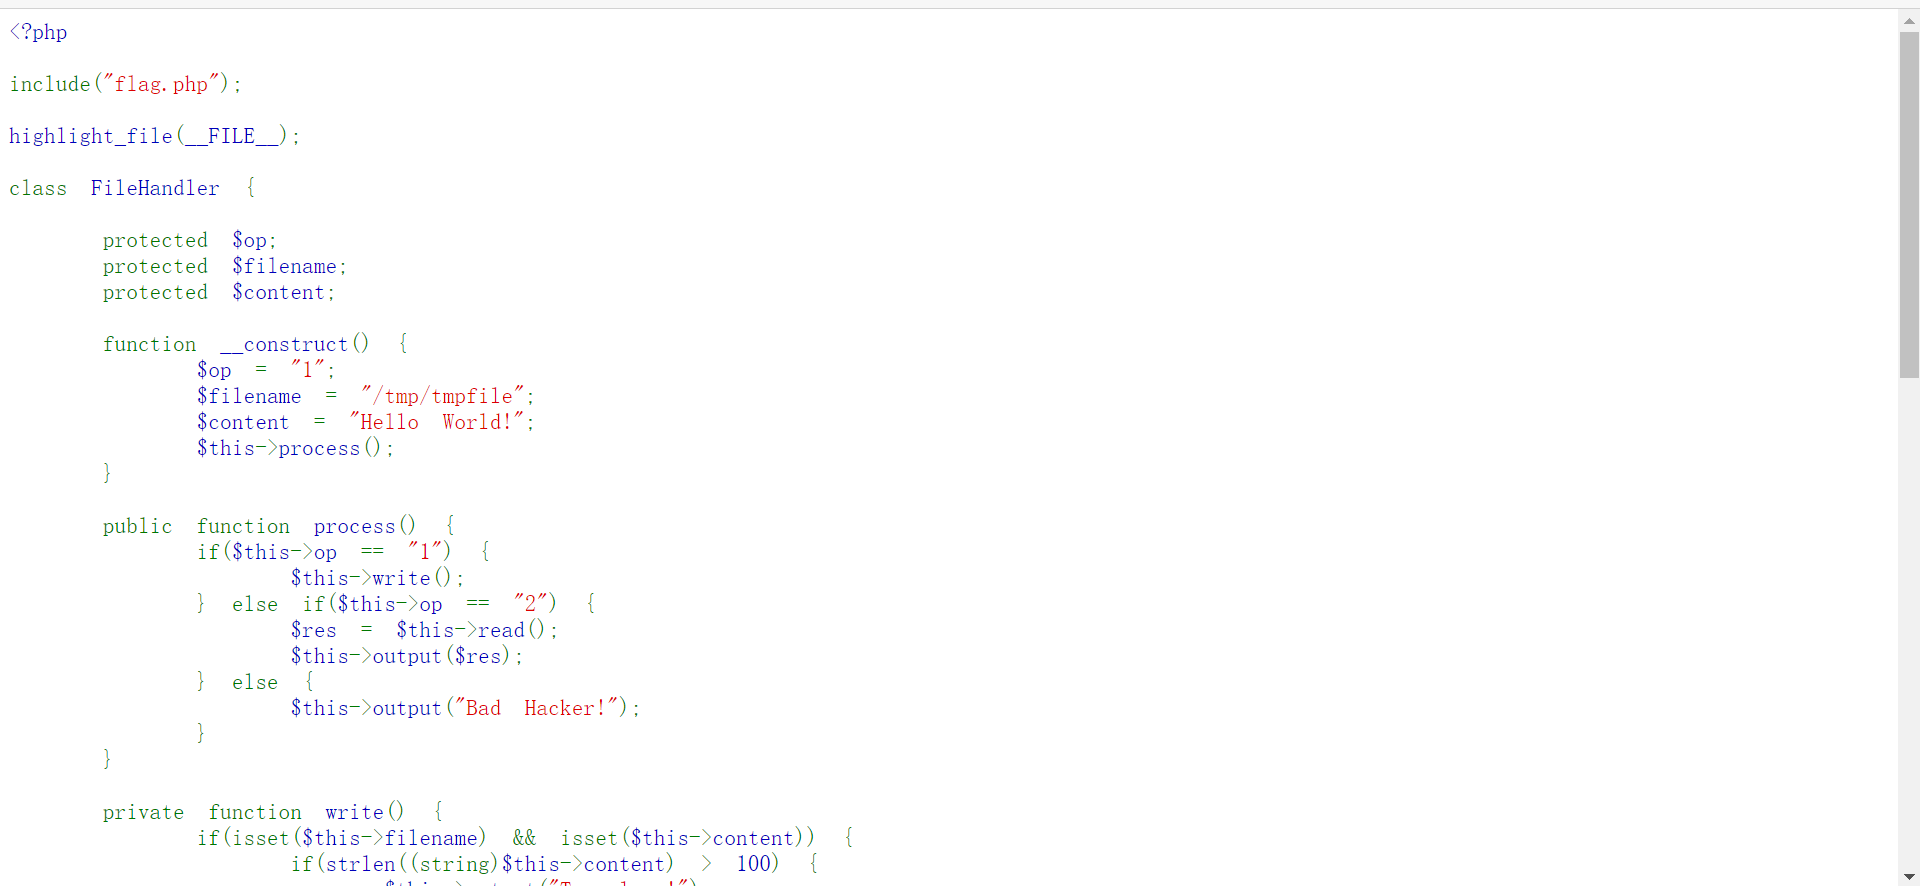 <?php
include("flag.php");
highlight_file(__FILE__);
class FileHandler {
protected $op;
protected $filename;
protected $content;
function __construct() {
$op = "1";
$filename = "/tmp/tmpfile";
$content = "Hello World!";
$this->process();
}
public function process() {
if($this->op == "1") {
$this->write();
} else if($this->op == "2") {
$res = $this->read();
$this->output($res);
} else {
$this->output("Bad Hacker!");
}
}
private function write() {
if(isset($this->filename) && isset($this->content)) {
if(strlen((string)$this->content) > 100) {